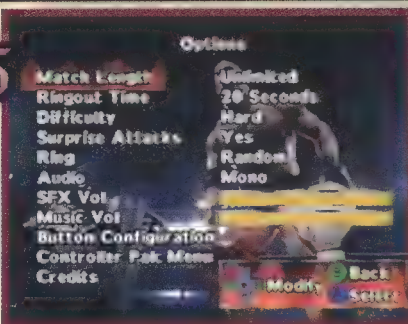 Options
Match Length Unlimited
Ringout Time 20 Seconds
Difficulty Hard
Surprise Attacks Yes
Ring Random
Audio Mono
SFX Vol
Music Vol
Button Configuration
Controller Pak Menu
Credits
Modify
Back
Select